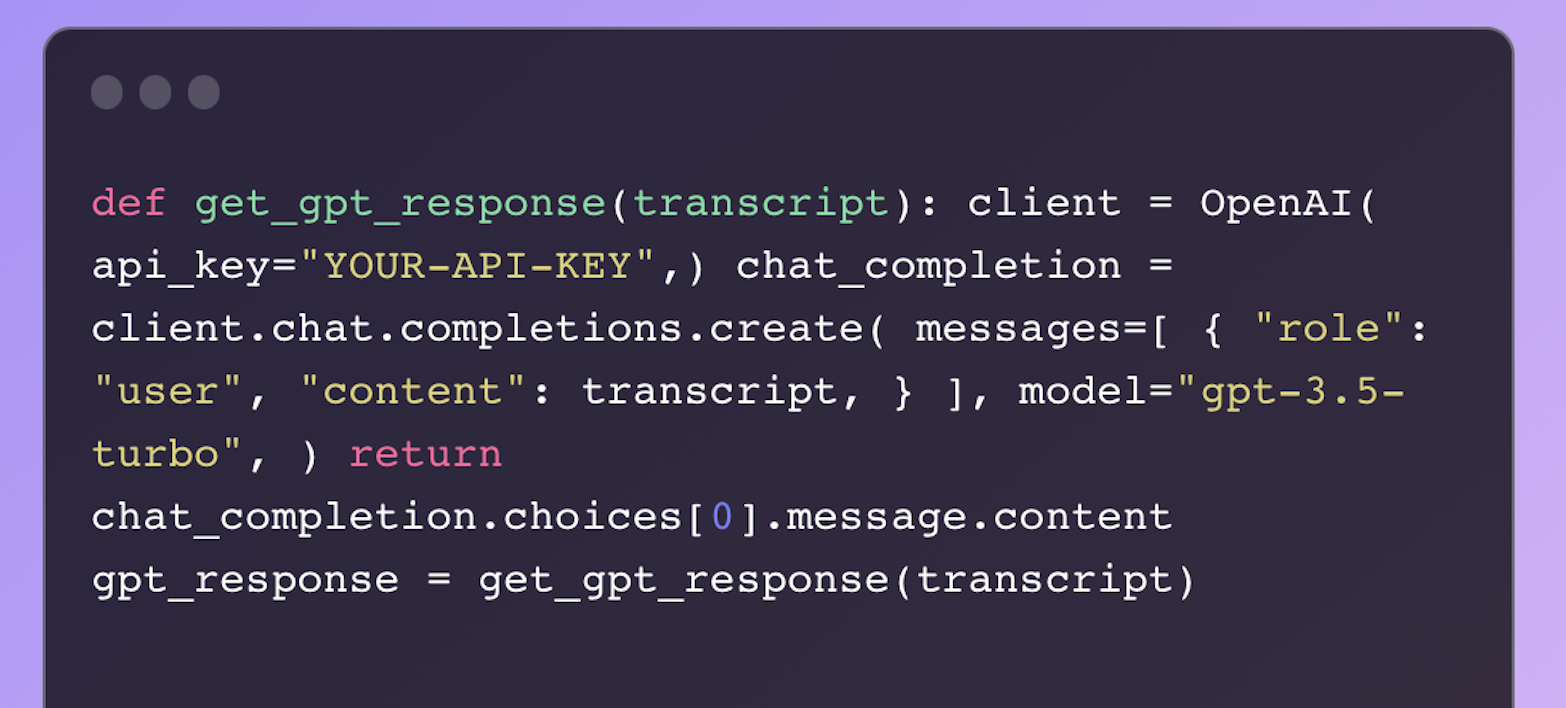 def get_gpt_response(transcript): client = OpenAI(
api_key="YOUR-API-KEY",) chat_completion =
client.chat.completions.create( messages=[ { "role":
"user", "content": transcript, } ], model="gpt-3.5-
turbo", ) return
chat_completion.choices[0].message.content
gpt_response = get_gpt_response(transcript)